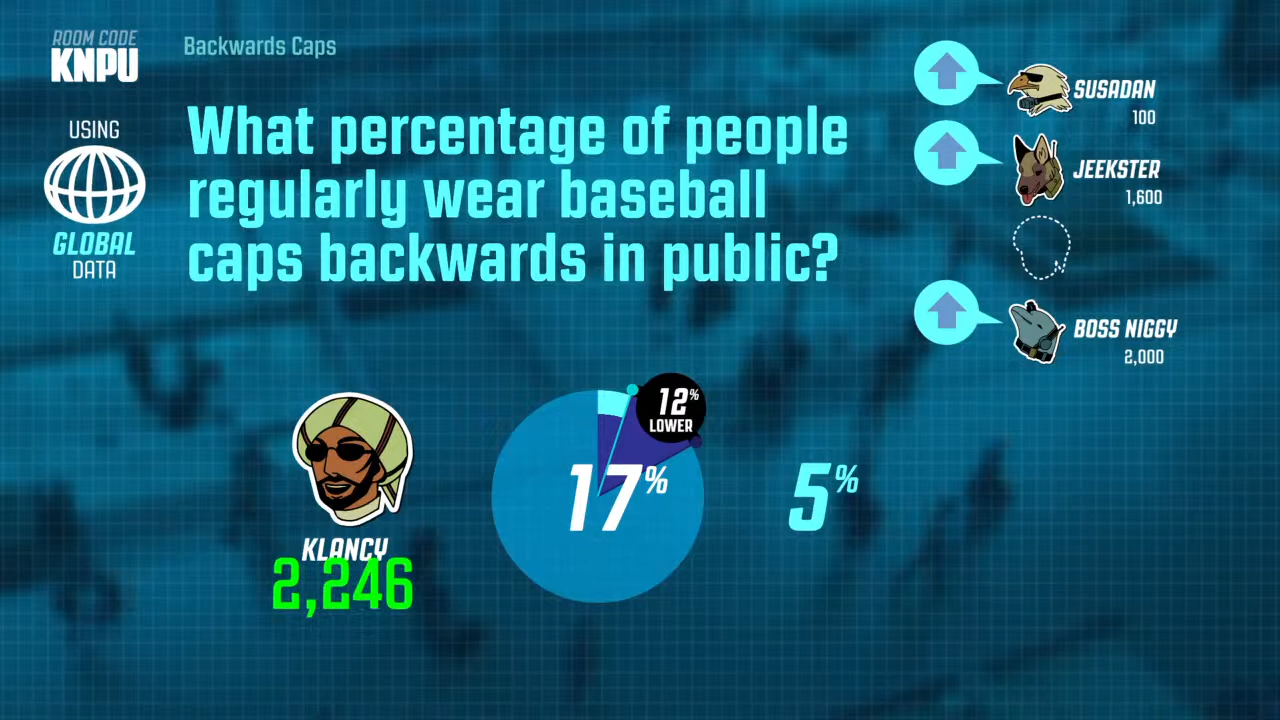 ROOM CODE
KNPU
USING
GLOBAL
DATA
Backwards Caps
What percentage of people
regularly wear baseball
caps backwards in public?
SUSADAN
100
JEEKSTER
1,600
BOSS NIGGY
2,000
KLANCY
2,246
12%
LOWER
17%
5%